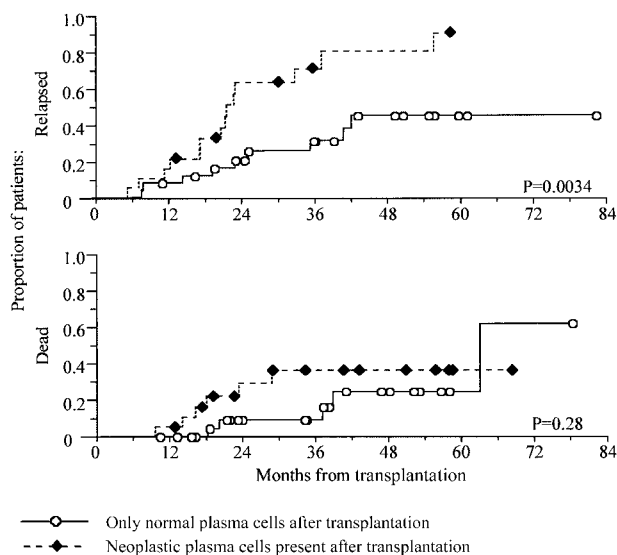 Proportion of patients:
Relapsed
1.0
0.8
0.6
0.4
0.2
0
P=0.0034
0 12 24 36 48 60 72 84
Dead
1.0
0.8
0.6
0.4
0.2
0
P=0.28
0 12 24 36 48 60 72 84
Months from transplantation
Only normal plasma cells after transplantation
Neoplastic plasma cells present after transplantation